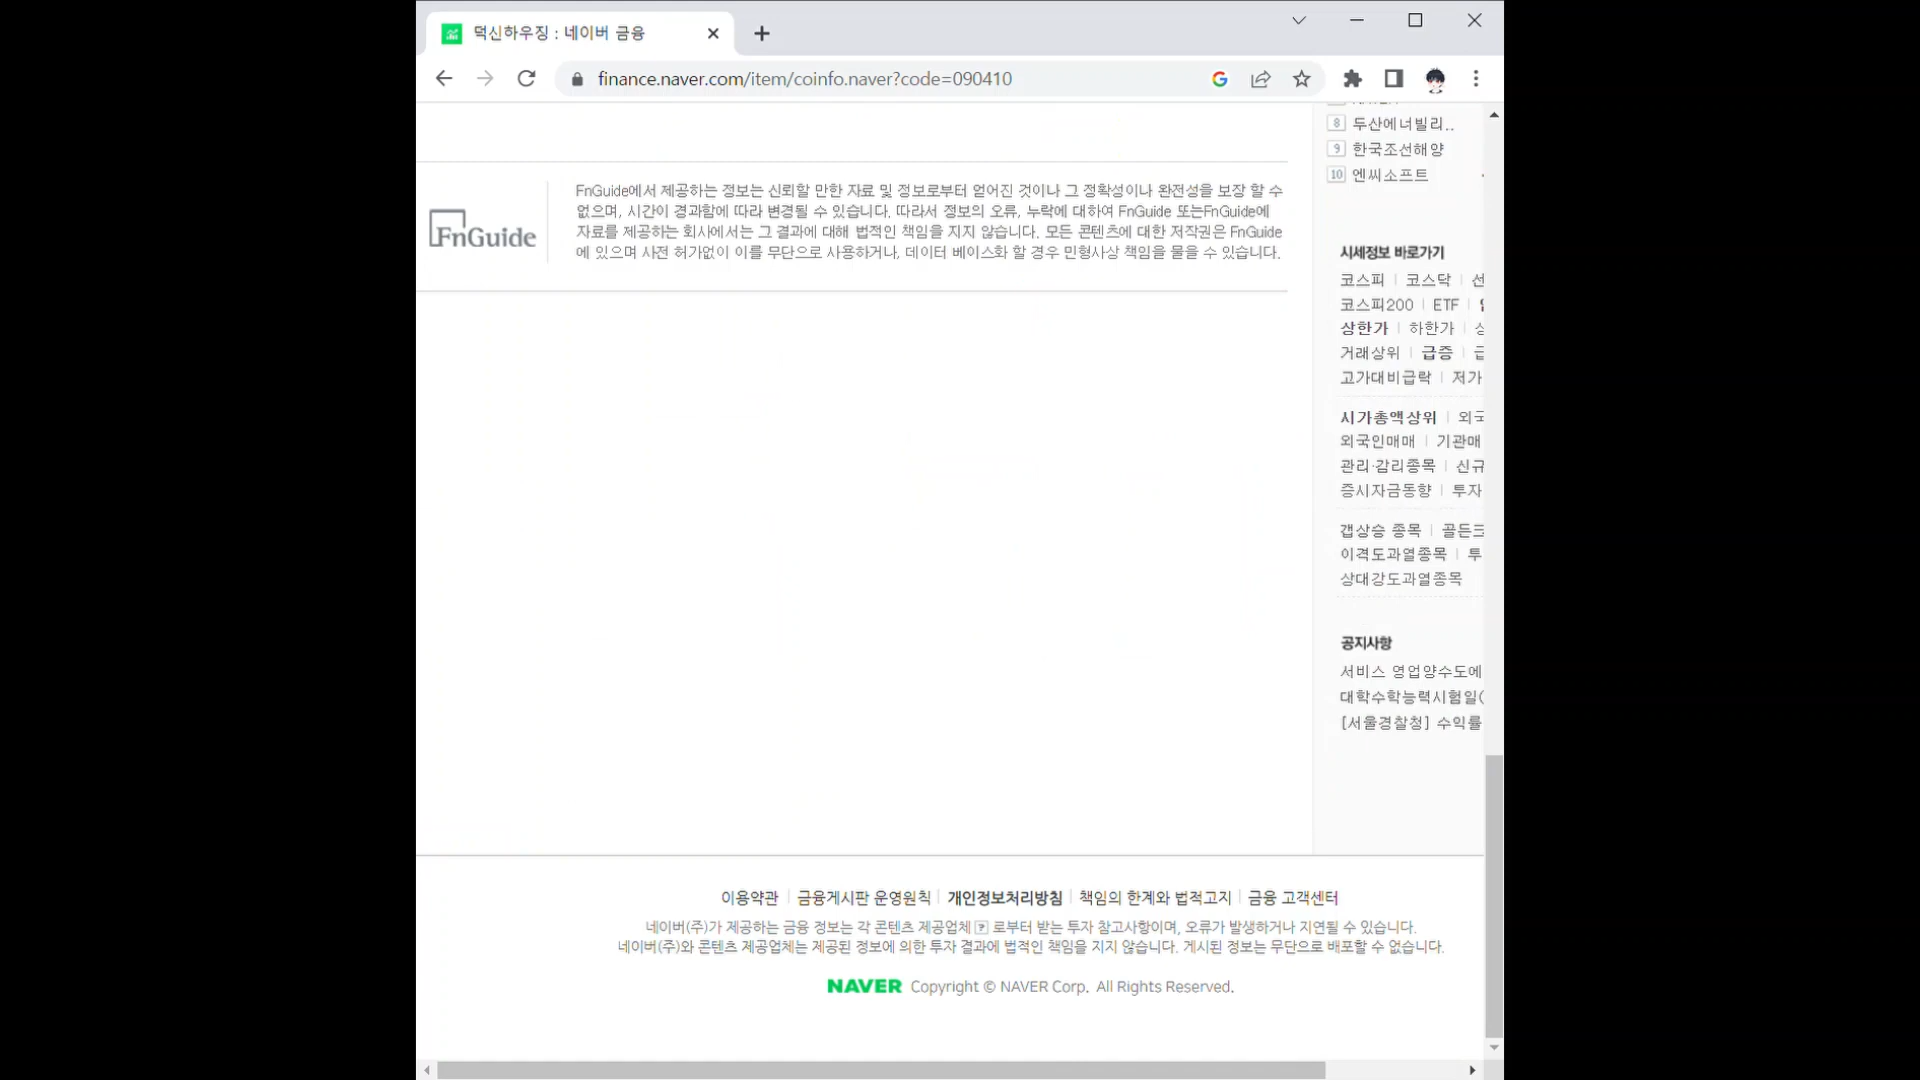 덕신하우징 : 네이버 금융
finance.naver.com/item/coinfo.naver?code=090410
8 두산에너빌리..
9 한국조선해양
10 엔씨소프트
FnGuide
FnGuide에서 제공하는 정보는 신뢰할 만한 자료 및 정보로부터 얻어진 것이나 그 정확성이나 완전성을 보장 할 수
없으며, 시간이 경과함에 따라 변경될 수 있습니다. 따라서 정보의 오류, 누락에 대하여 FnGuide 또는FnGuide에
자료를 제공하는 회사에서는 그 결과에 대해 법적인 책임을 지지 않습니다. 모든 콘텐츠에 대한 저작권은 FnGuide
에 있으며 사전 허가없이 이를 무단으로 사용하거나, 데이터 베이스화 할 경우 민형사상 책임을 물을 수 있습니다.
시세정보 바로가기
코스피 | 코스닥 | 선
코스피200 | ETF |
상한가 | 하한가 |
거래상위 | 급증 |
고가대비급락 | 저가
시가총액상위 | 외국
외국인매매 | 기관매
관리·감리종목 | 신규
증시자금동향 | 투자
갭상승 종목 | 골든크
이격도과열종목 | 투
상대강도과열종목
공지사항
서비스 영업양수도에
대학수학능력시험일(
[서울경찰청] 수익률
이용약관 | 금융게시판 운영원칙 | 개인정보처리방침 | 책임의 한계와 법적고지 | 금융 고객센터
네이버(주)가 제공하는 금융 정보는 각 콘텐츠 제공업체 ? 로부터 받는 투자 참고사항이며, 오류가 발생하거나 지연될 수 있습니다.
네이버(주)와 콘텐츠 제공업체는 제공된 정보에 의한 투자 결과에 법적인 책임을 지지 않습니다. 게시된 정보는 무단으로 배포할 수 없습니다.
NAVER Copyright © NAVER Corp. All Rights Reserved.